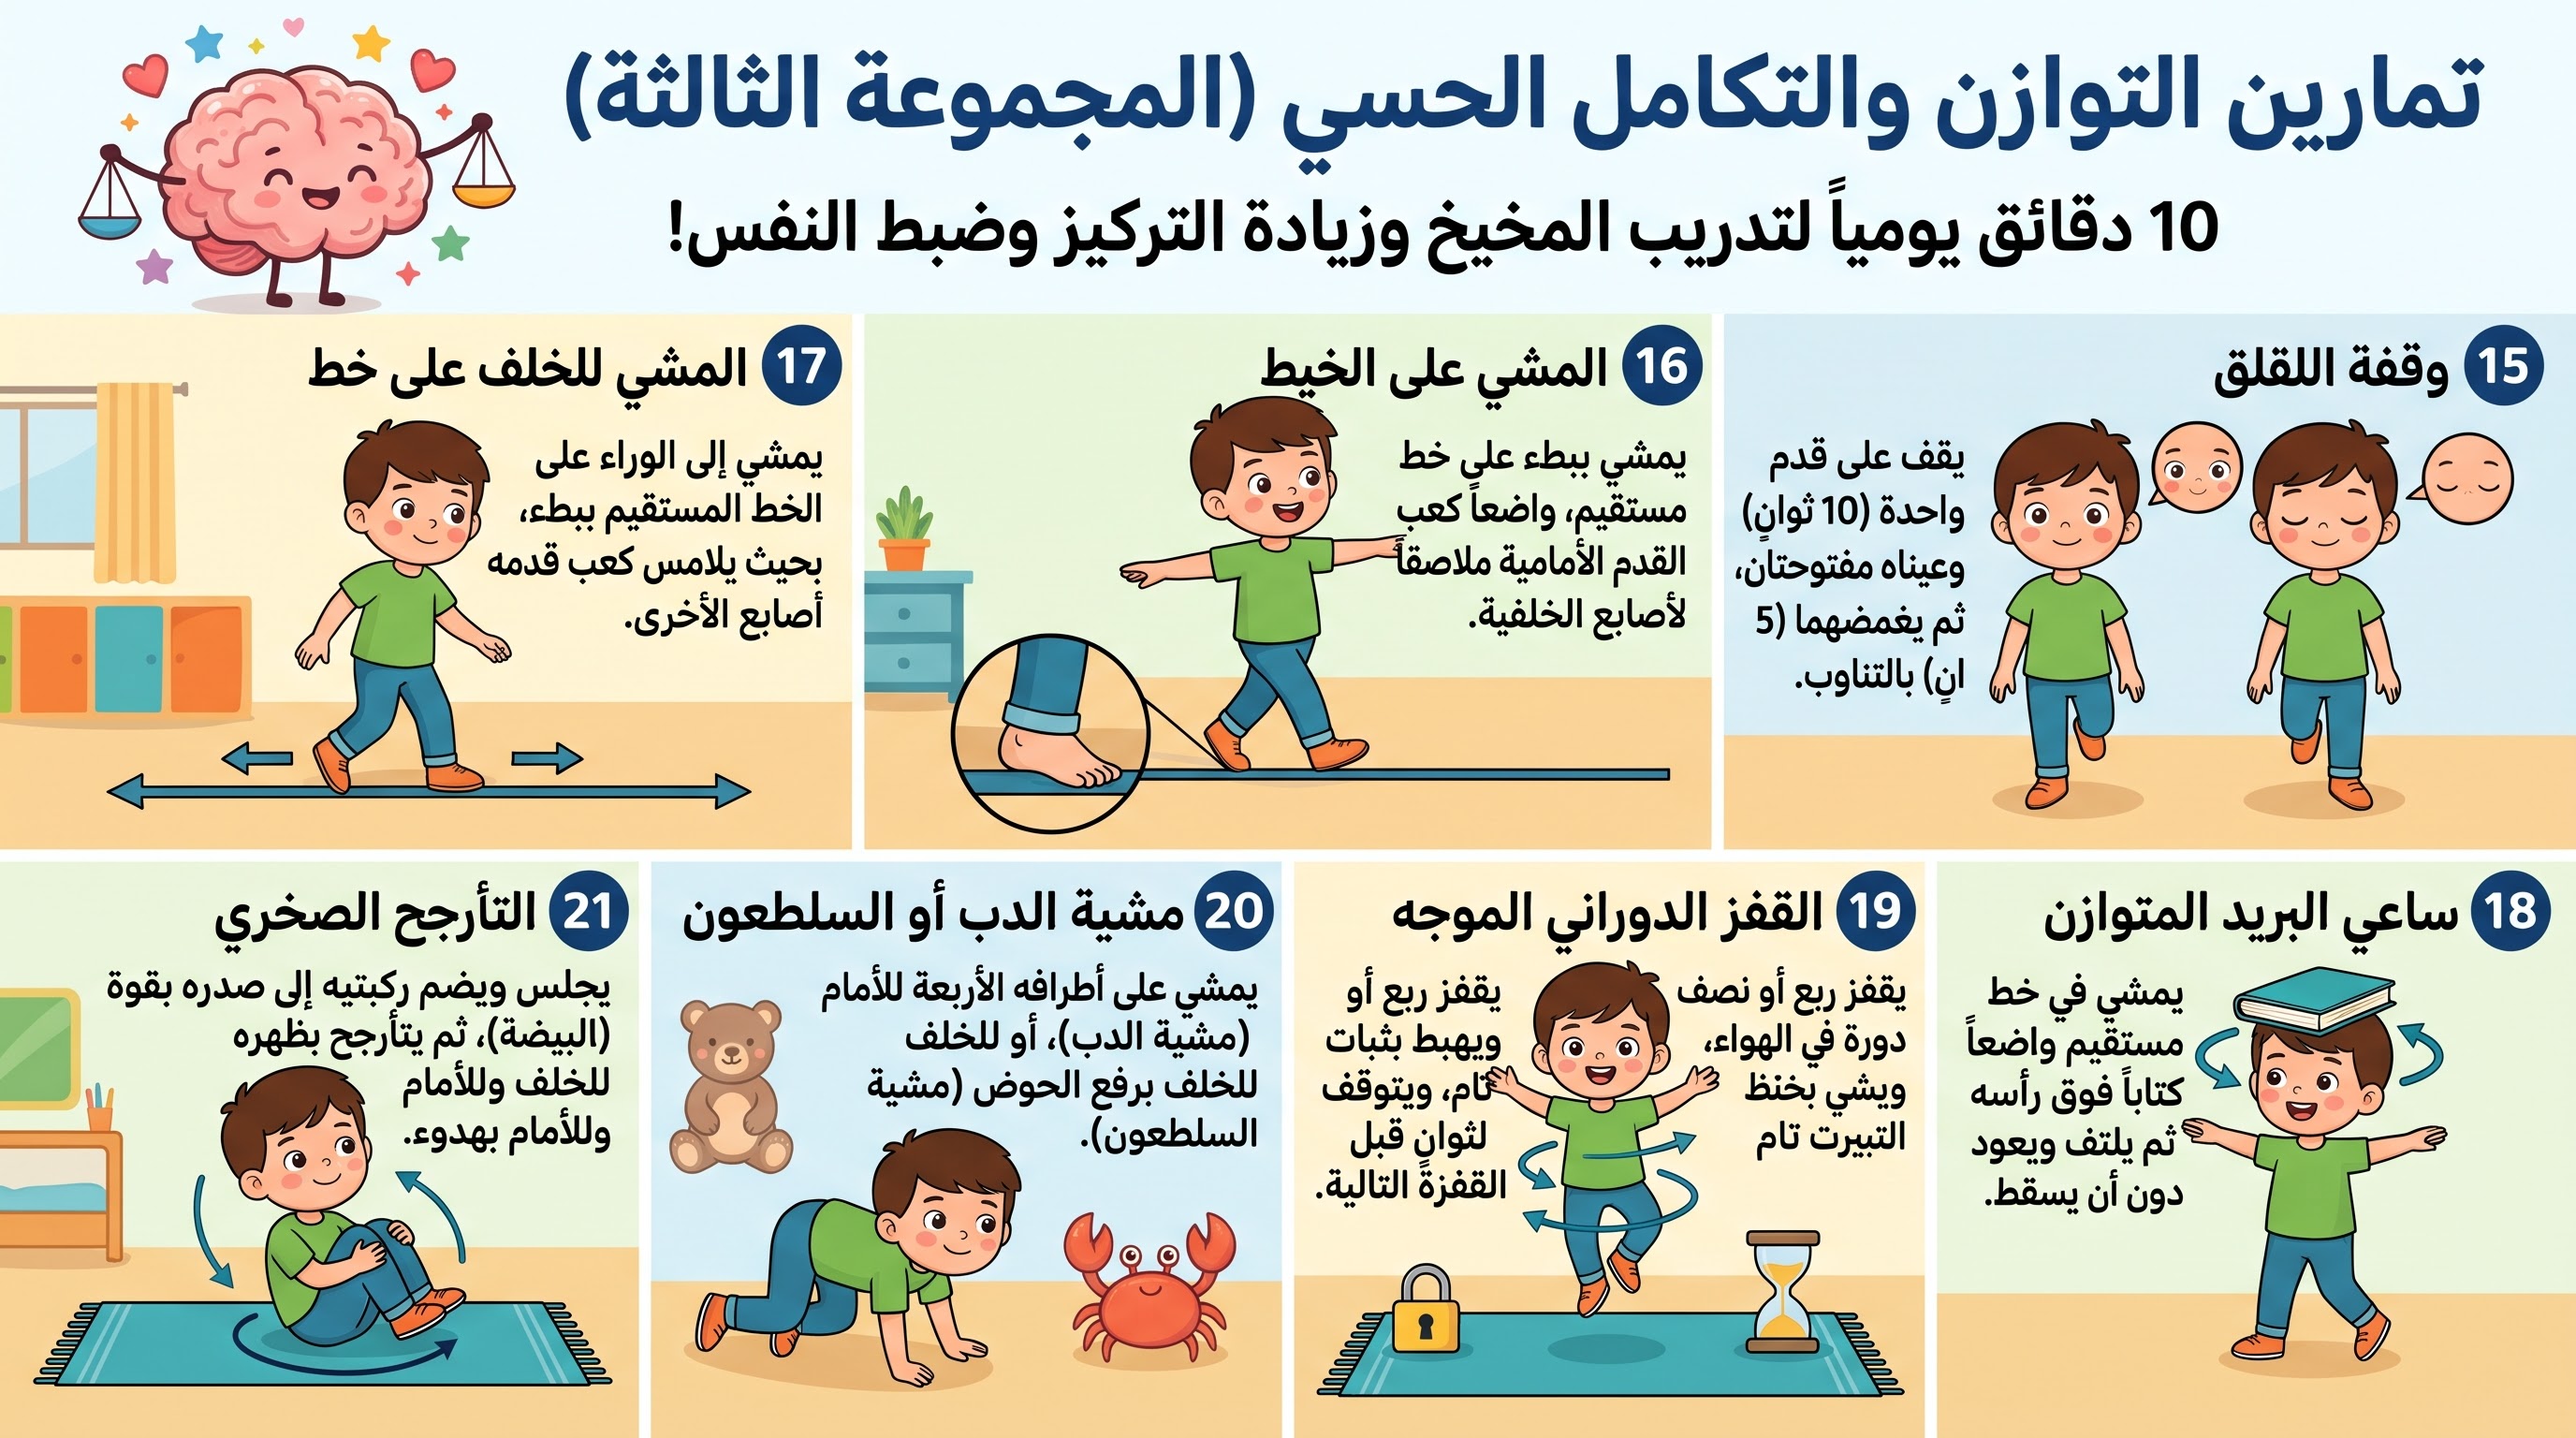 تمارين التوازن والتكامل الحسي (المجموعة الثالثة)
10 دقائق يومياً لتدريب المخيخ وزيادة التركيز وضبط النفس!
15 وقفة اللقلق
يقف على قدم
واحدة (10 ثوانٍ)
وعيناه مفتوحتان،
ثم يغمضهما (5
انٍ) بالتناوب.
16 المشي على الخيط
يمشي ببطء على خط
مستقيم، واضعاً كعب
القدم الأمامية ملاصقاً
لأصابع الخلفية.
17 المشي للخلف على خط
يمشي إلى الوراء على
الخط المستقيم ببطء،
بحيث يلامس كعب قدمه
أصابع الأخرى.
18 ساعي البريد المتوازن
يمشي في خط
مستقيم واضعاً
كتاباً فوق رأسه
ثم يلتف ويعود
دون أن يسقط.
19 القفز الدوراني الموجه
يقفز ربع أو نصف
دورة في الهواء،
ويشي بخنظ
التبيرت تام
يقفز ربع أو
ويهبط بثبات
تام، ويتوقف
لثوانٍ قبل
القفزة التالية.
20 مشية الدب أو السلطعون
يمشي على أطرافه الأربعة للأمام
(مشية الدب)، أو للخلف
للخلف برفع الحوض (مشية
السلطعون).
21 التأرجح الصخري
يجلس ويضم ركبتيه إلى صدره بقوة
(البيضة)، ثم يتأرجح بظهره
للخلف وللأمام
وللأمام بهدوء.